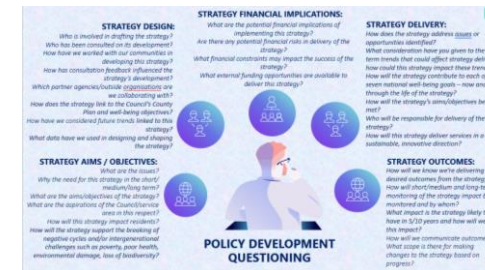 STRATEGY DESIGN:
Who is involved in drafting the strategy?
Who has been consulted on its development?
How have we worked with our communities in
developing this strategy?
How has consultation feedback influenced the
strategy's development?
Which partner agencies/outside organisations are
we collaborating with?
How does the strategy link to the Council's County
Plan and well-being objectives?
How have we considered future trends linked to this
strategy?
What data have we used in designing and shaping
the strategy?
STRATEGY FINANCIAL IMPLICATIONS:
What are the potential financial implications of
implementing this strategy?
Are there any potential financial risks in delivery of the
strategy?
What financial constraints may impact the success of
the strategy?
What external funding opportunities are available to
deliver this strategy?
STRATEGY DELIVERY:
How does the strategy address issues or
opportunities identified?
What consideration have you given to the
term trends that could affect strategy deli
how could this strategy impact these tren
How will the strategy contribute to each o
seven national well-being goals – now an
through the life of the strategy?
How will the strategy's aims/objectives be
met?
Who will be responsible for delivery of the
strategy?
How will this strategy deliver services in a
sustainable, innovative direction?
STRATEGY AIMS / OBJECTIVES:
What are the issues?
Why the need for this strategy in the short/
medium/long term?
What are the aims/objectives of the strategy?
What are the aspirations of the Council/service
area in this respect?
How will this strategy impact residents?
How will the strategy support the breaking of
negative cycles and/or intergenerational
challenges such as poverty, poor health,
environmental damage, loss of biodiversity?
POLICY DEVELOPMENT
QUESTIONING
STRATEGY OUTCOMES:
How will we know we're delivering
desired outcomes from the strateg
How will short/medium and long-te
monitoring of the strategy impact b
monitored and by whom?
What impact is the strategy likely t
have in 5/10 years and how will we
this impact?
How will we communicate outcome
What scope is there for making
changes to the strategy based on
progress?